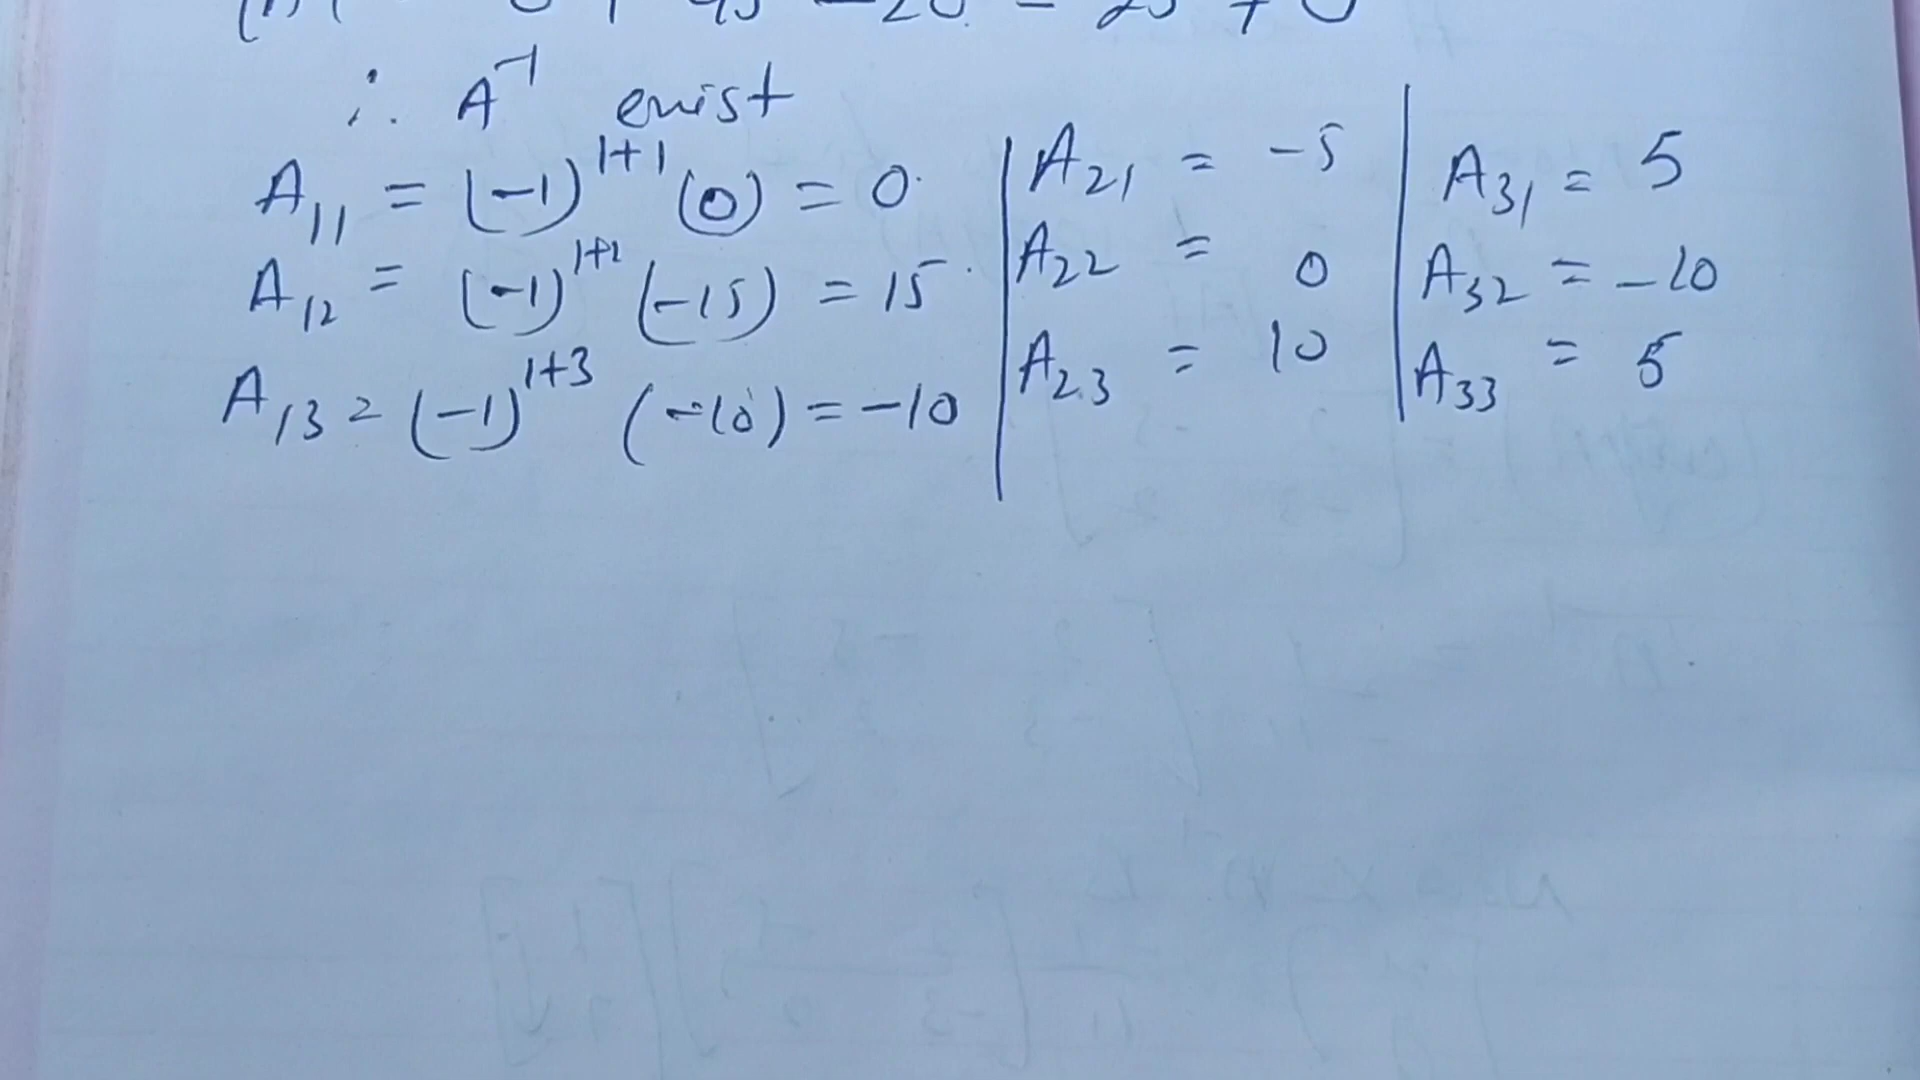 ∴ A⁻¹ exist
A₁₁ = (-1)¹⁺¹ (0) = 0
A₁₂ = (-1)¹⁺² (-15) = 15
A₁₃ = (-1)¹⁺³ (-10) = -10
A₂₁ = -5
A₂₂ = 0
A₂₃ = 10
A₃₁ = 5
A₃₂ = -10
A₃₃ = 5